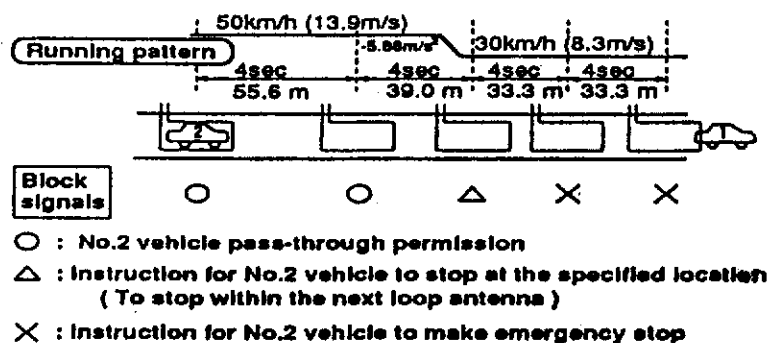 50km/h (13.9m/s)
Running pattern
-5.86m/s²
30km/h (8.3m/s)
4sec 4sec 4sec 4sec
55.6 m 39.0 m 33.3 m 33.3 m
2 1
Block
signals
○ ○ △ × ×
○ : No.2 vehicle pass-through permission
△ : Instruction for No.2 vehicle to stop at the specified location
( To stop within the next loop antenna )
× : Instruction for No.2 vehicle to make emergency stop